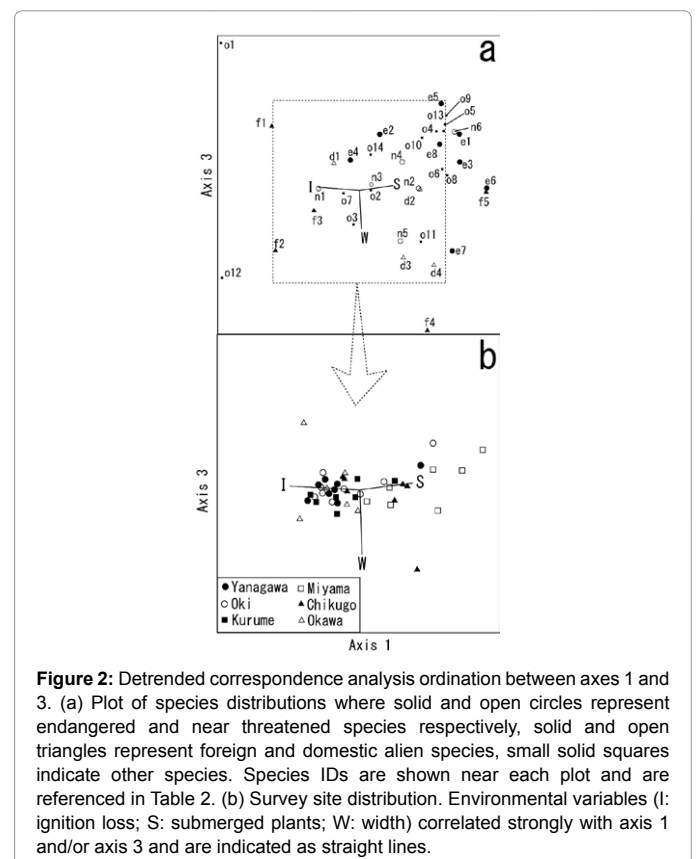 a
o1
e5
o9
o13
o5
f1
e2
o4
n6
o14
o10
e1
d1
e4
n4
e8
e3
o6
o8
n3
S
n2
e6
I
n1
o7
o2
d2
f5
f3
o3
W
n5
o11
f2
e7
d3
d4
o12
f4
Axis 3
b
I
S
W
Axis 3
Yanagawa Miyama
Oki Chikugo
Kurume Okawa
Axis 1
Figure 2: Detrended correspondence analysis ordination between axes 1 and
3. (a) Plot of species distributions where solid and open circles represent
endangered and near threatened species respectively, solid and open
triangles represent foreign and domestic alien species, small solid squares
indicate other species. Species IDs are shown near each plot and are
referenced in Table 2. (b) Survey site distribution. Environmental variables (I:
ignition loss; S: submerged plants; W: width) correlated strongly with axis 1
and/or axis 3 and are indicated as straight lines.